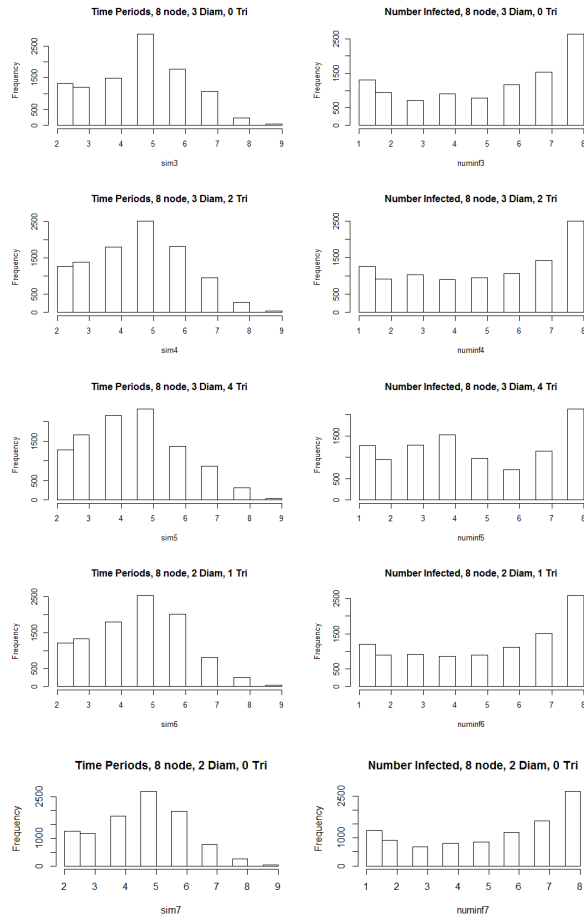 Time Periods, 8 node, 3 Diam, 0 Tri
Frequency
0 500 1500 2500
2 3 4 5 6 7 8 9
sim3
Number Infected, 8 node, 3 Diam, 0 Tri
Frequency
0 500 1500 2500
1 2 3 4 5 6 7 8
numinf3
Time Periods, 8 node, 3 Diam, 2 Tri
Frequency
0 500 1500 2500
2 3 4 5 6 7 8 9
sim4
Number Infected, 8 node, 3 Diam, 2 Tri
Frequency
0 500 1500 2500
1 2 3 4 5 6 7 8
numinf4
Time Periods, 8 node, 3 Diam, 4 Tri
Frequency
0 500 1500
2 3 4 5 6 7 8 9
sim5
Number Infected, 8 node, 3 Diam, 4 Tri
Frequency
0 500 1500
1 2 3 4 5 6 7 8
numinf5
Time Periods, 8 node, 2 Diam, 1 Tri
Frequency
0 500 1500 2500
2 3 4 5 6 7 8 9
sim6
Number Infected, 8 node, 2 Diam, 1 Tri
Frequency
0 500 1500 2500
1 2 3 4 5 6 7 8
numinf6
Time Periods, 8 node, 2 Diam, 0 Tri
Frequency
0 1000 2500
2 3 4 5 6 7 8 9
sim7
Number Infected, 8 node, 2 Diam, 0 Tri
Frequency
0 1000 2500
1 2 3 4 5 6 7 8
numinf7